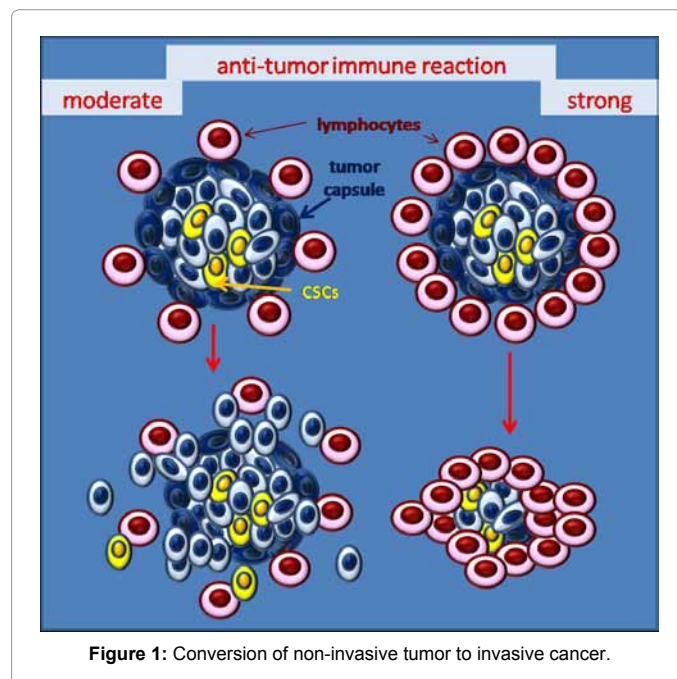 anti-tumor immune reaction
moderate
strong
lymphocytes
tumor
capsule
CSCs
Figure 1: Conversion of non-invasive tumor to invasive cancer.